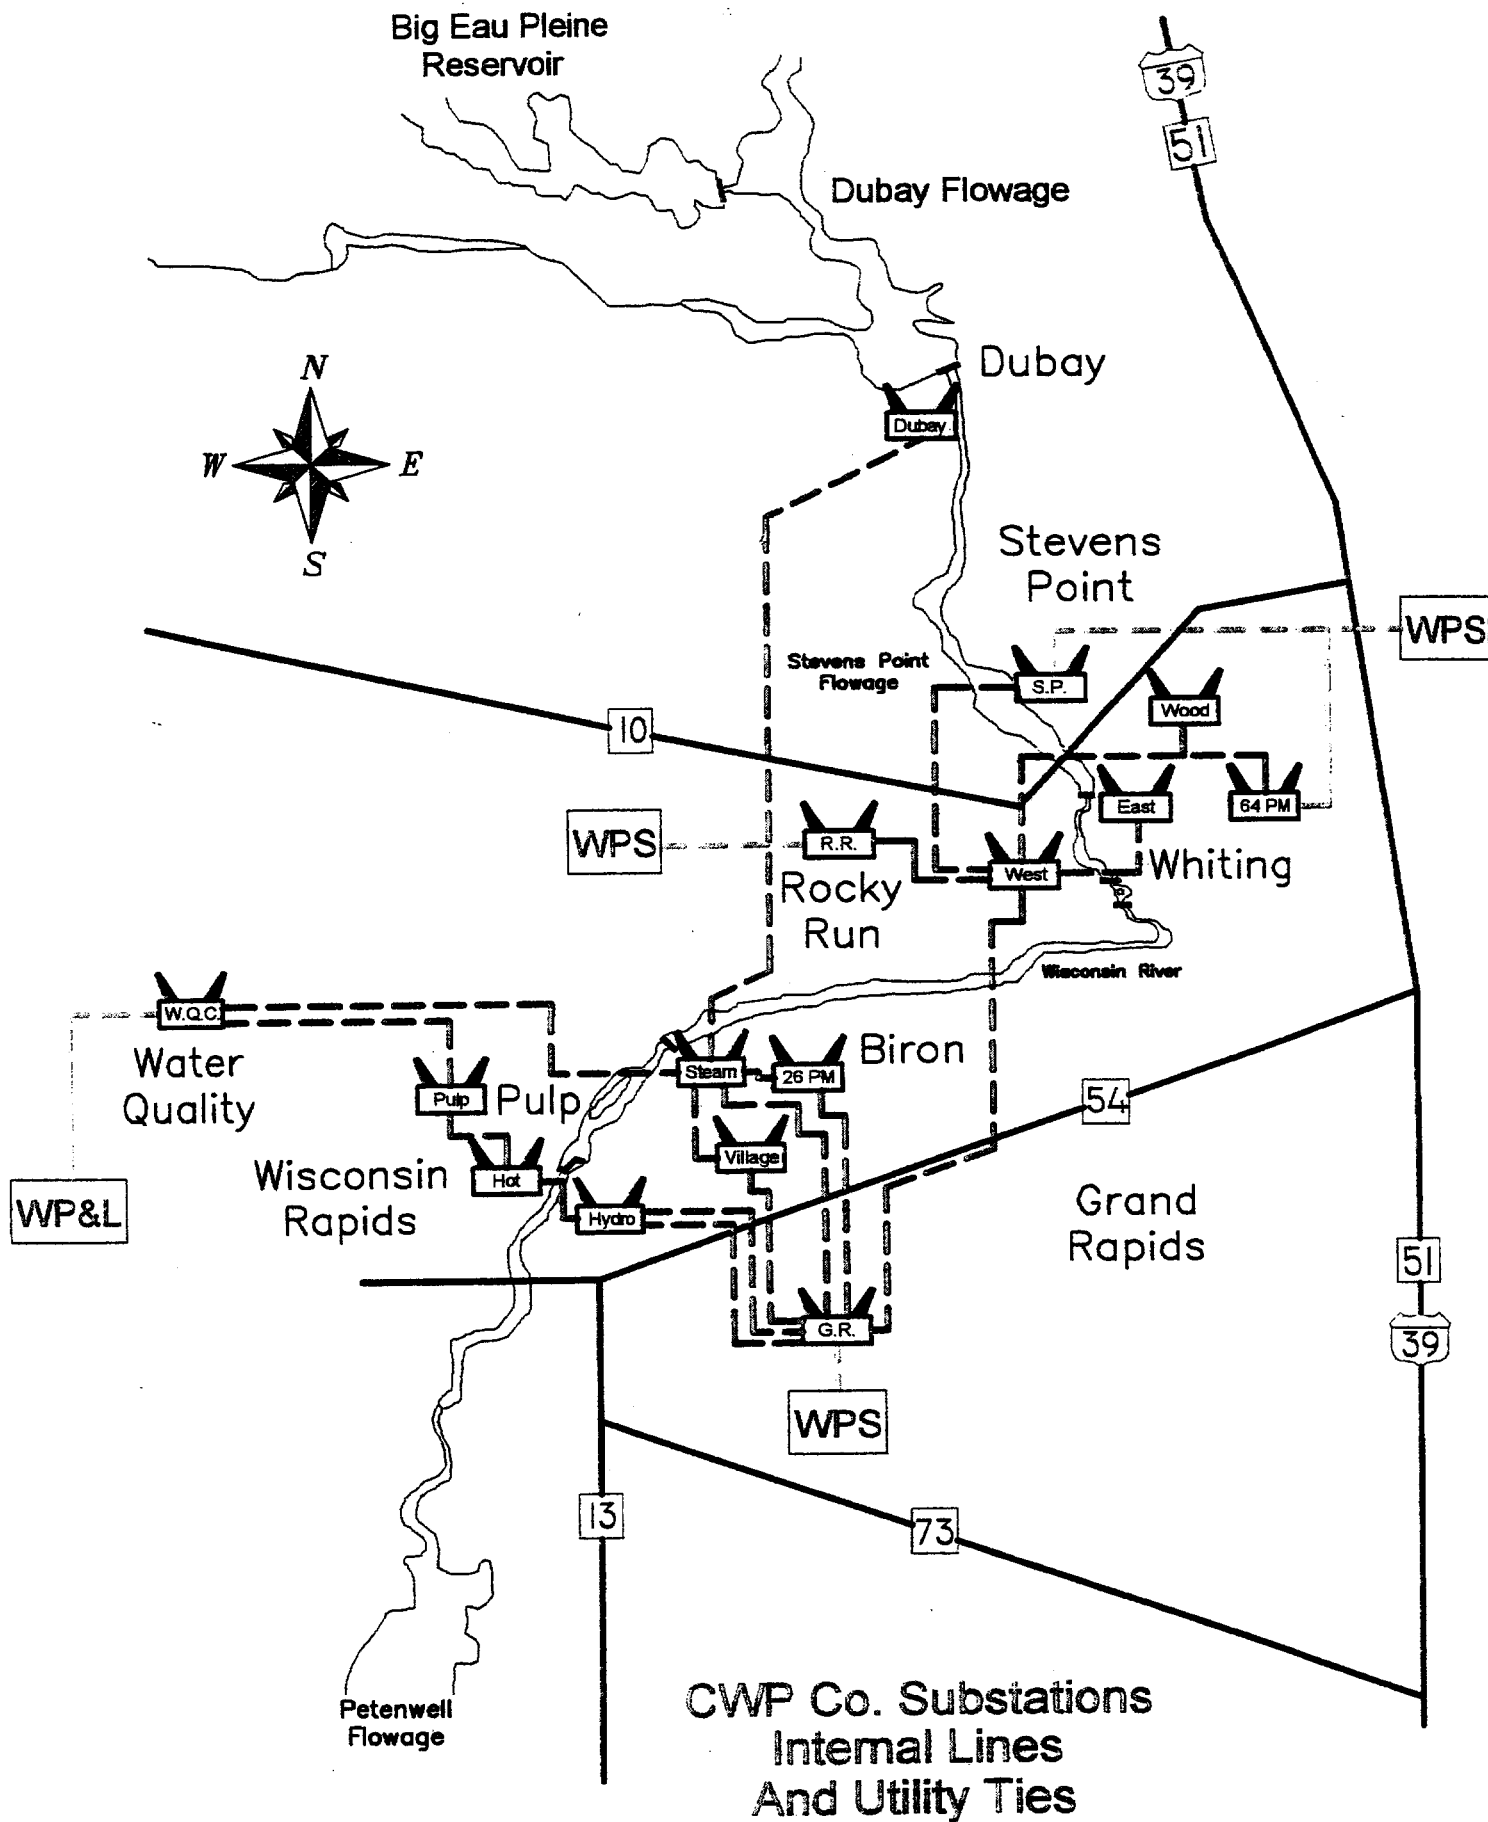 Big Eau Pleine
Reservoir
39
51
Dubay Flowage
N
W
E
S
Dubay
Dubay
Stevens
Point
WPS
Stevens Point
Flowage
S.P.
Wood
10
East
64 PM
WPS
R.R.
West
Whiting
Rocky
Run
Wisconsin River
W.Q.C.
Water
Quality
Pulp
Pulp
Steam
26 PM
Biron
54
Village
Wisconsin
Rapids
Hot
Hydro
WP&L
Grand
Rapids
51
39
G.R.
WPS
13
73
Petenwell
Flowage
CWP Co. Substations
Internal Lines
And Utility Ties